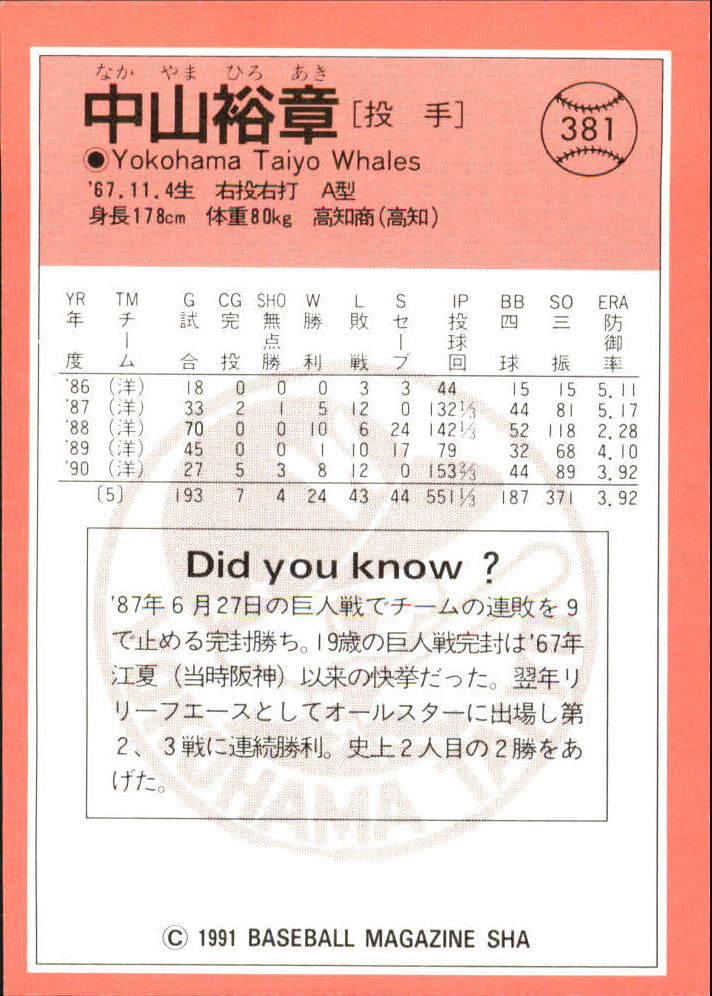 なか やま ひろ あき
中山裕章［投 手］
381
●Yokohama Taiyo Whales
'67.11.4生 右投右打 A型
身長178cm 体重80kg 高知商(高知)
YR TM G CG SHO W L S IP BB SO ERA
年度 チーム 試合 完投 無点勝 勝利 敗戦 セーブ 投球回 四球 三振 防御率
'86 (洋) 18 0 0 0 3 3 44 15 15 5.11
'87 (洋) 33 2 1 5 12 0 132⅓ 44 81 5.17
'88 (洋) 70 0 0 10 6 24 142⅓ 52 118 2.28
'89 (洋) 45 0 0 1 10 17 79 32 68 4.10
'90 (洋) 27 5 3 8 12 0 153⅔ 44 89 3.92
〔5〕 193 7 4 24 43 44 551⅓ 187 371 3.92
Did you know ?
'87年6月27日の巨人戦でチームの連敗を9
で止める完封勝ち。19歳の巨人戦完封は'67年
江夏（当時阪神）以来の快挙だった。翌年リ
リーフエースとしてオールスターに出場し第
2、3戦に連続勝利。史上2人目の2勝をあ
げた。
YOKOHAMA TAIYO
© 1991 BASEBALL MAGAZINE SHA